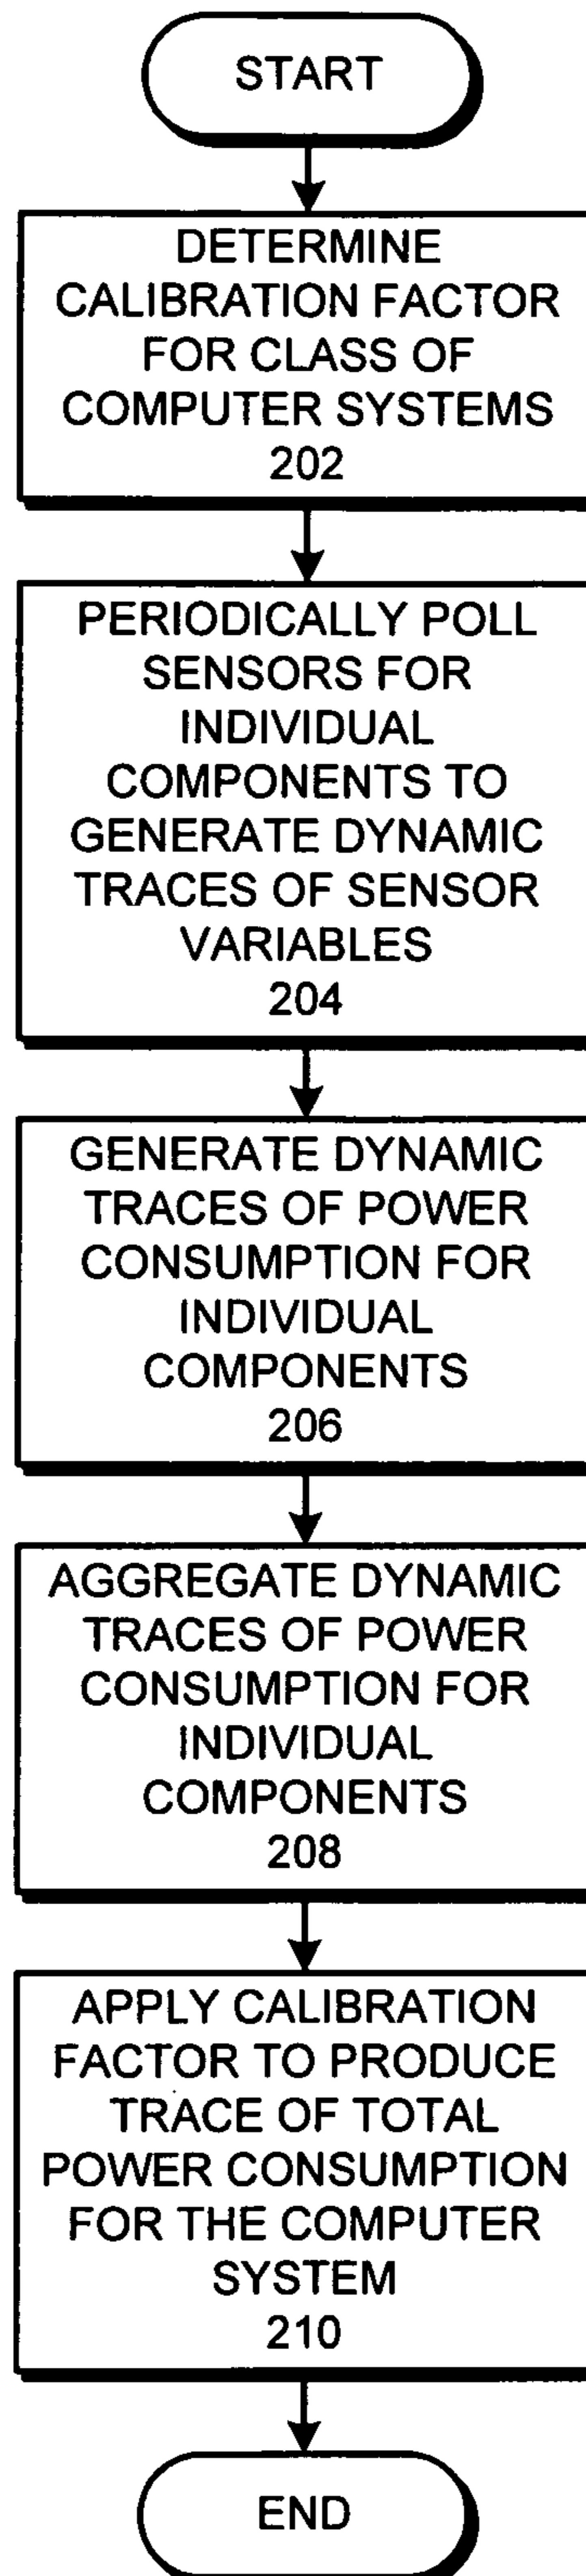 START
DETERMINE
CALIBRATION FACTOR
FOR CLASS OF
COMPUTER SYSTEMS
202
PERIODICALLY POLL
SENSORS FOR
INDIVIDUAL
COMPONENTS TO
GENERATE DYNAMIC
TRACES OF SENSOR
VARIABLES
204
GENERATE DYNAMIC
TRACES OF POWER
CONSUMPTION FOR
INDIVIDUAL
COMPONENTS
206
AGGREGATE DYNAMIC
TRACES OF POWER
CONSUMPTION FOR
INDIVIDUAL
COMPONENTS
208
APPLY CALIBRATION
FACTOR TO PRODUCE
TRACE OF TOTAL
POWER CONSUMPTION
FOR THE COMPUTER
SYSTEM
210
END